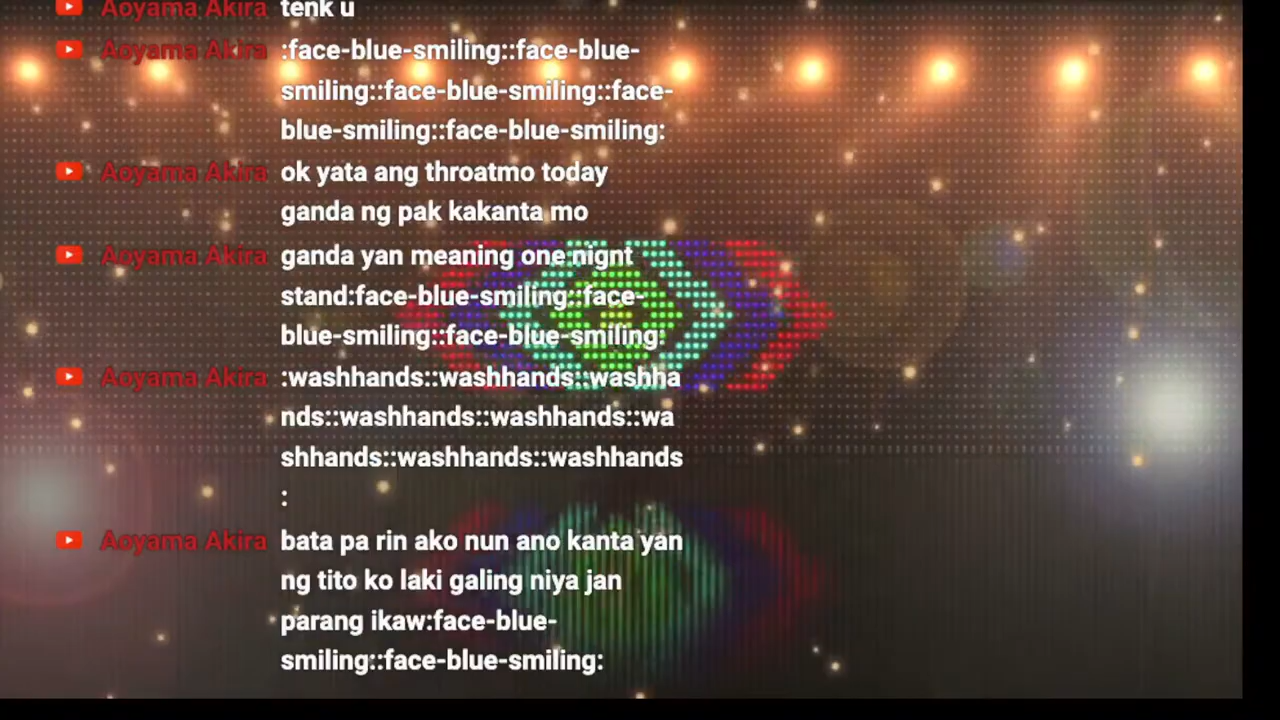 Aoyama Akira tenk u
Aoyama Akira :face-blue-smiling::face-blue-
smiling::face-blue-smiling::face-
blue-smiling::face-blue-smiling:
Aoyama Akira ok yata ang throatmo today
ganda ng pak kakanta mo
Aoyama Akira ganda yan meaning one nignt
stand:face-blue-smiling::face-
blue-smiling::face-blue-smiling:
Aoyama Akira :washhands::washhands::washha
nds::washhands::washhands::wa
shhands::washhands::washhands
:
Aoyama Akira bata pa rin ako nun ano kanta yan
ng tito ko laki galing niya jan
parang ikaw:face-blue-
smiling::face-blue-smiling: